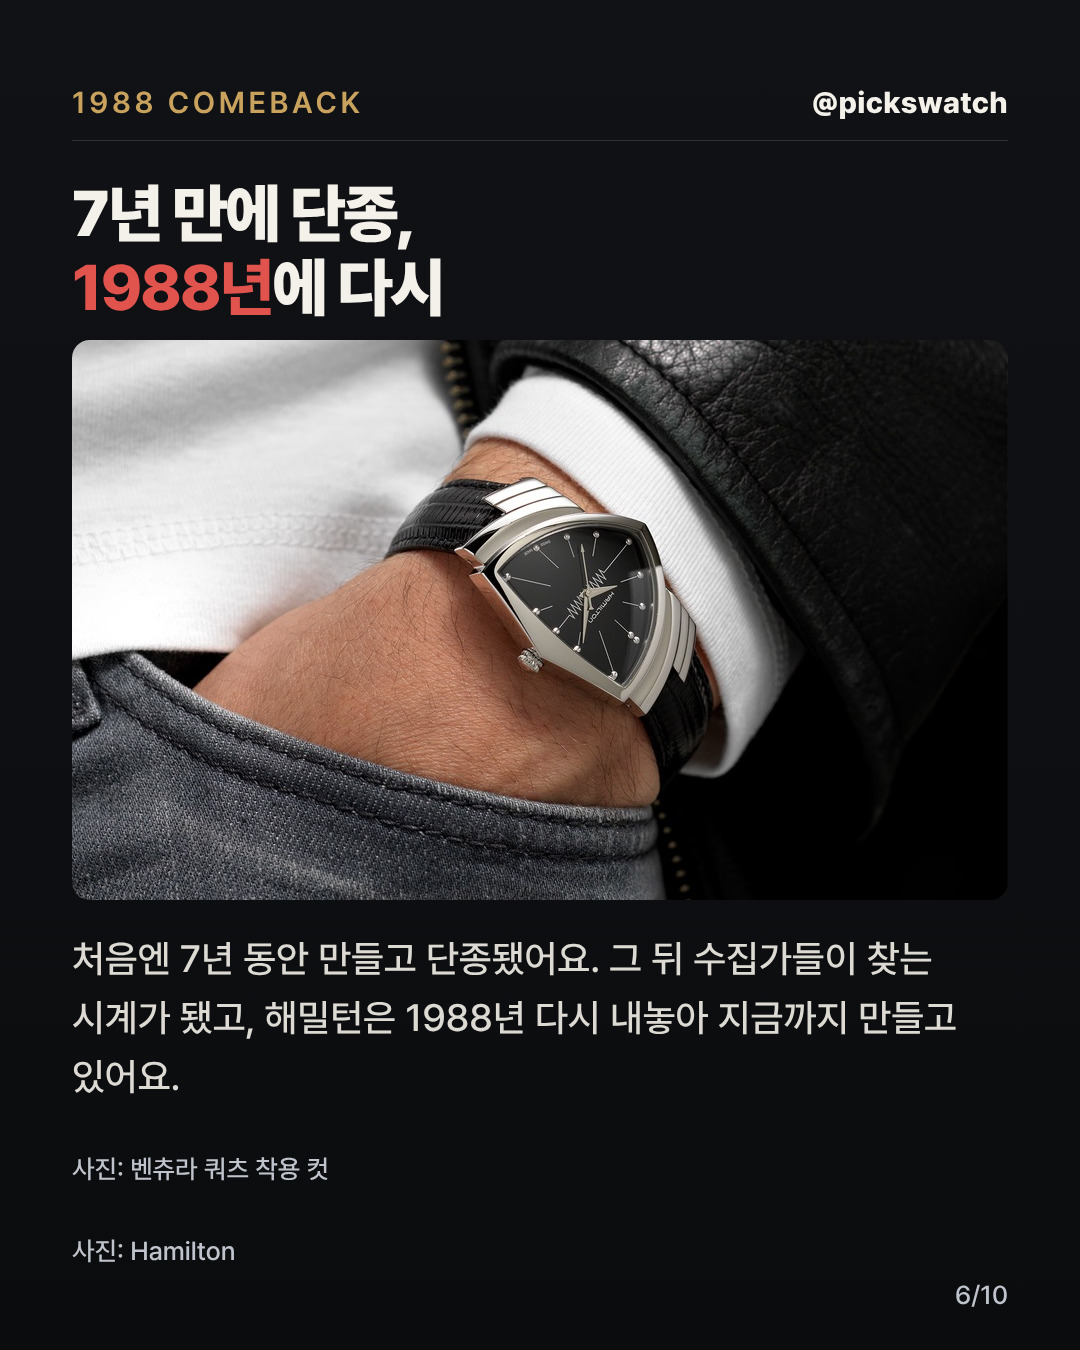 1988 COMEBACK
@pickswatch
7년 만에 단종,
1988년에 다시
HAMILTON
처음엔 7년 동안 만들고 단종됐어요. 그 뒤 수집가들이 찾는
시계가 됐고, 해밀턴은 1988년 다시 내놓아 지금까지 만들고
있어요.
사진: 벤츄라 쿼츠 착용 컷
사진: Hamilton
6/10